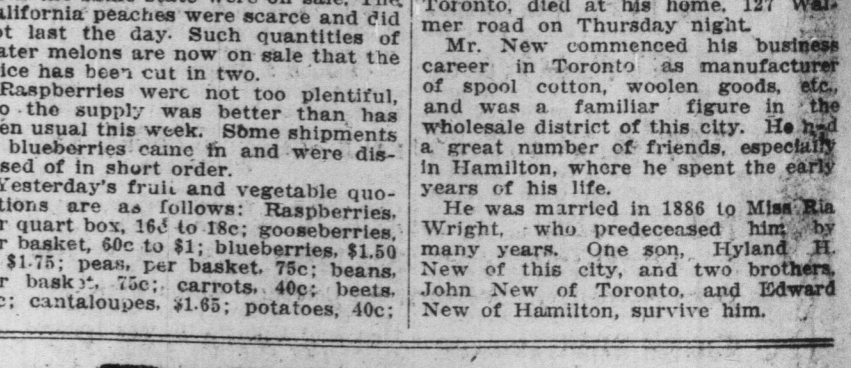 California peaches were scarce and did
not last the day. Such quantities of
water melons are now on sale that the
price has been cut in two.
Raspberries were not too plentiful,
so the supply was better than has
been usual this week. Some shipments
blueberries came in and were dis-
posed of in short order.
Yesterday's fruit and vegetable quo-
tations are as follows: Raspberries,
quart box, 16c to 18c; gooseberries,
basket, 60c to $1; blueberries, $1.50
$1.75; peas, per basket, 75c; beans,
basket, 75c; carrots, 40c; beets,
cantaloupes, $1.65; potatoes, 40c;
Toronto, died at his home, 127 Wal-
mer road on Thursday night.
Mr. New commenced his business
career in Toronto as manufacturer
of spool cotton, woolen goods, etc.,
and was a familiar figure in the
wholesale district of this city. He had
a great number of friends, especially
in Hamilton, where he spent the early
years of his life.
He was married in 1886 to Miss Ria
Wright, who predeceased him by
many years. One son, Hyland H.
New of this city, and two brothers,
John New of Toronto, and Edward
New of Hamilton, survive him.